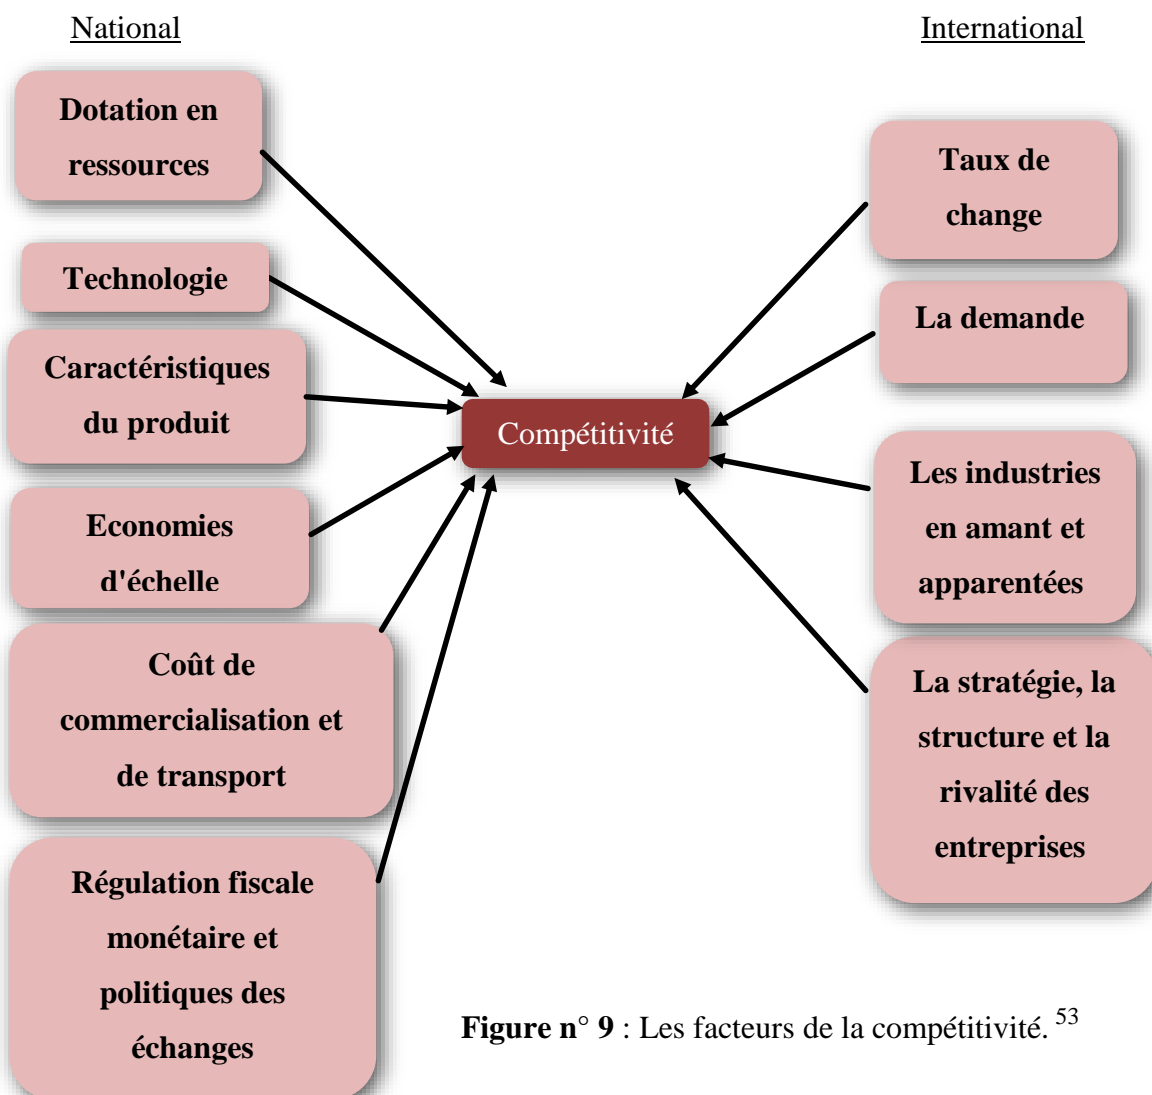 National
International
Dotation en
ressources
Technologie
Caractéristiques
du produit
Economies
d'échelle
Coût de
commercialisation et
de transport
Régulation fiscale
monétaire et
politiques des
échanges
Compétitivité
Taux de
change
La demande
Les industries
en amant et
apparentées
La stratégie, la
structure et la
rivalité des
entreprises
Figure n° 9 : Les facteurs de la compétitivité. 53